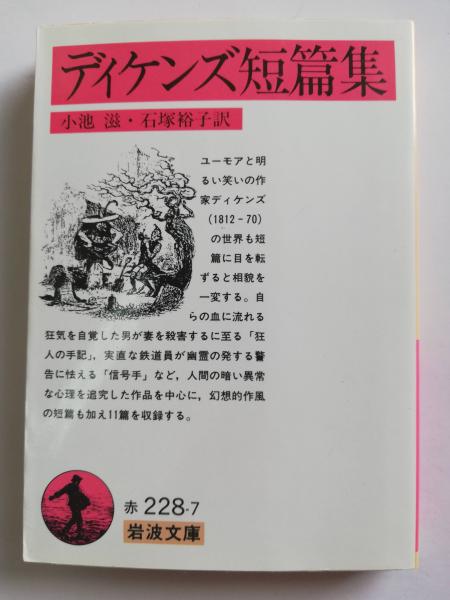 ディケンズ短篇集
小池 滋・石塚裕子訳
ユーモアと明
るい笑いの作
家ディケンズ
(1812-70)
の世界も短
篇に目を転
ずると相貌を
一変する。自
らの血に流れる
狂気を自覚した男が妻を殺害するに至る「狂
人の手記」，実直な鉄道員が幽霊の発する警
告に怯える「信号手」など，人間の暗い異常
な心理を追究した作品を中心に，幻想的作風
の短篇も加え11篇を収録する。
赤 228-7
岩波文庫